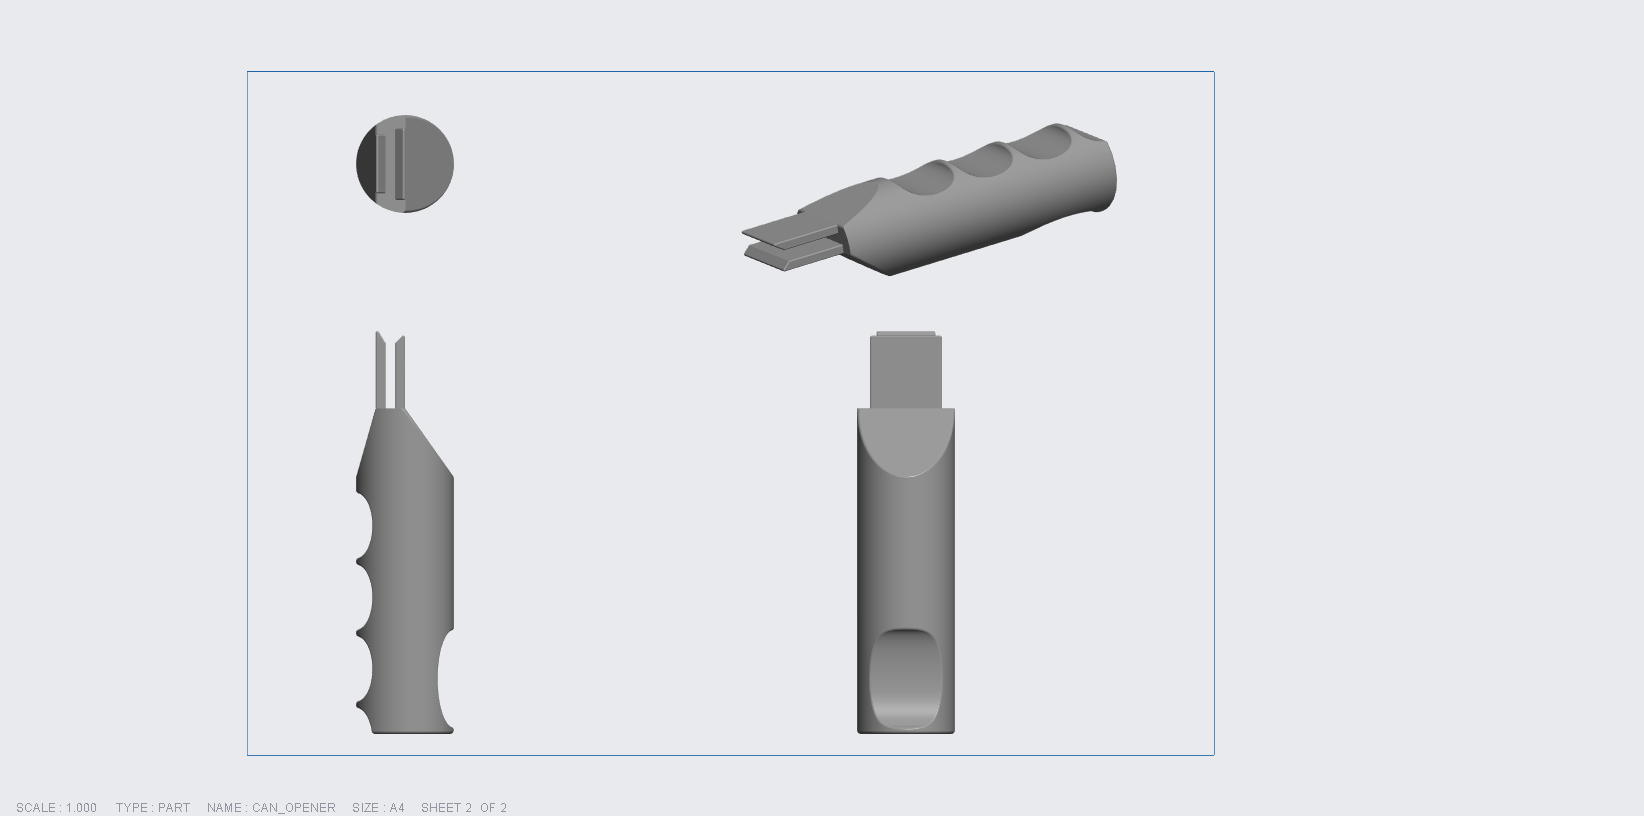 SCALE : 1.000 TYPE : PART NAME : CAN_OPENER SIZE : A4 SHEET 2 OF 2